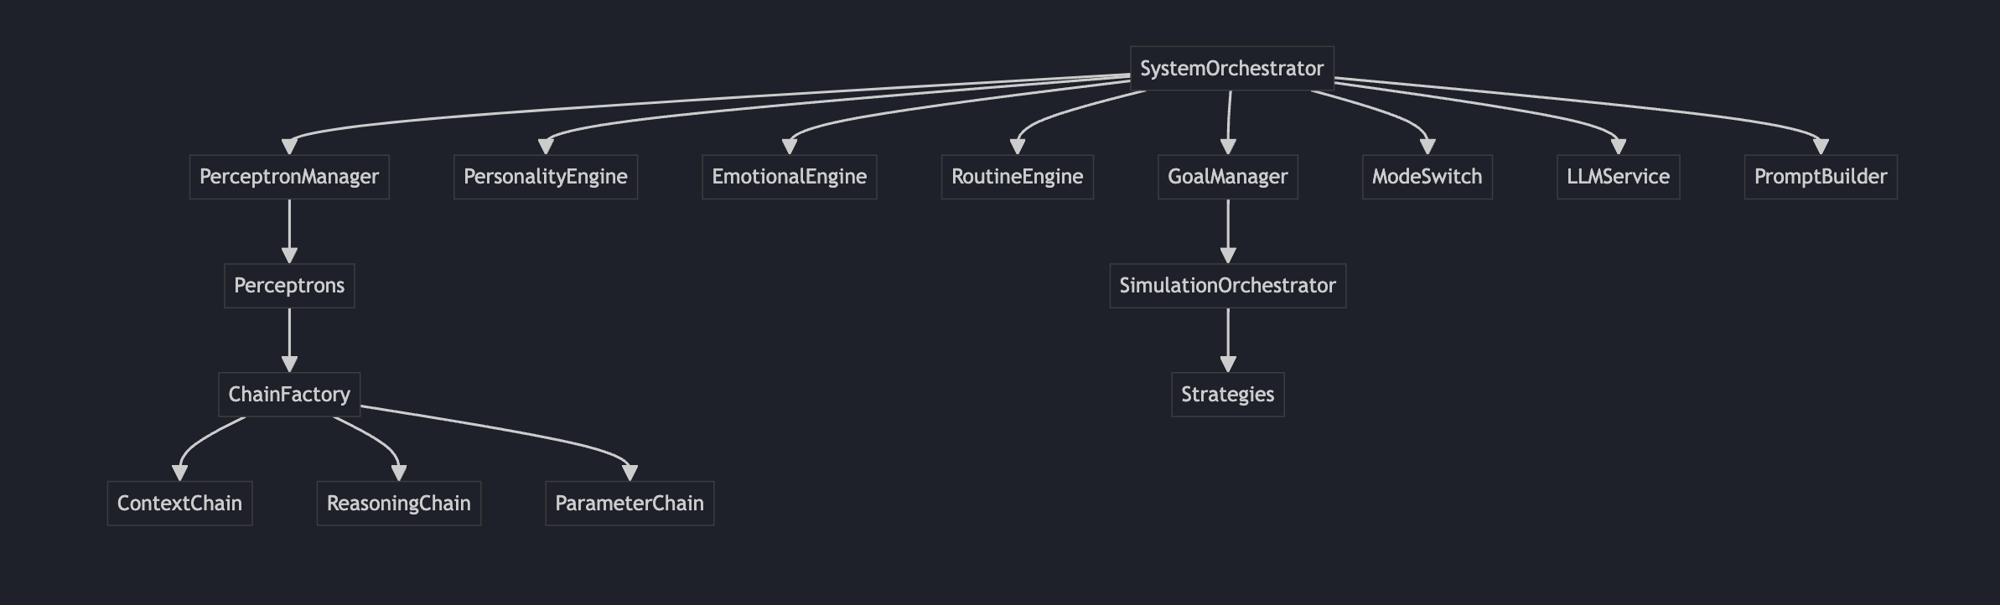 SystemOrchestrator
PerceptronManager
PersonalityEngine
EmotionalEngine
RoutineEngine
GoalManager
ModeSwitch
LLMService
PromptBuilder
Perceptrons
SimulationOrchestrator
ChainFactory
Strategies
ContextChain
ReasoningChain
ParameterChain